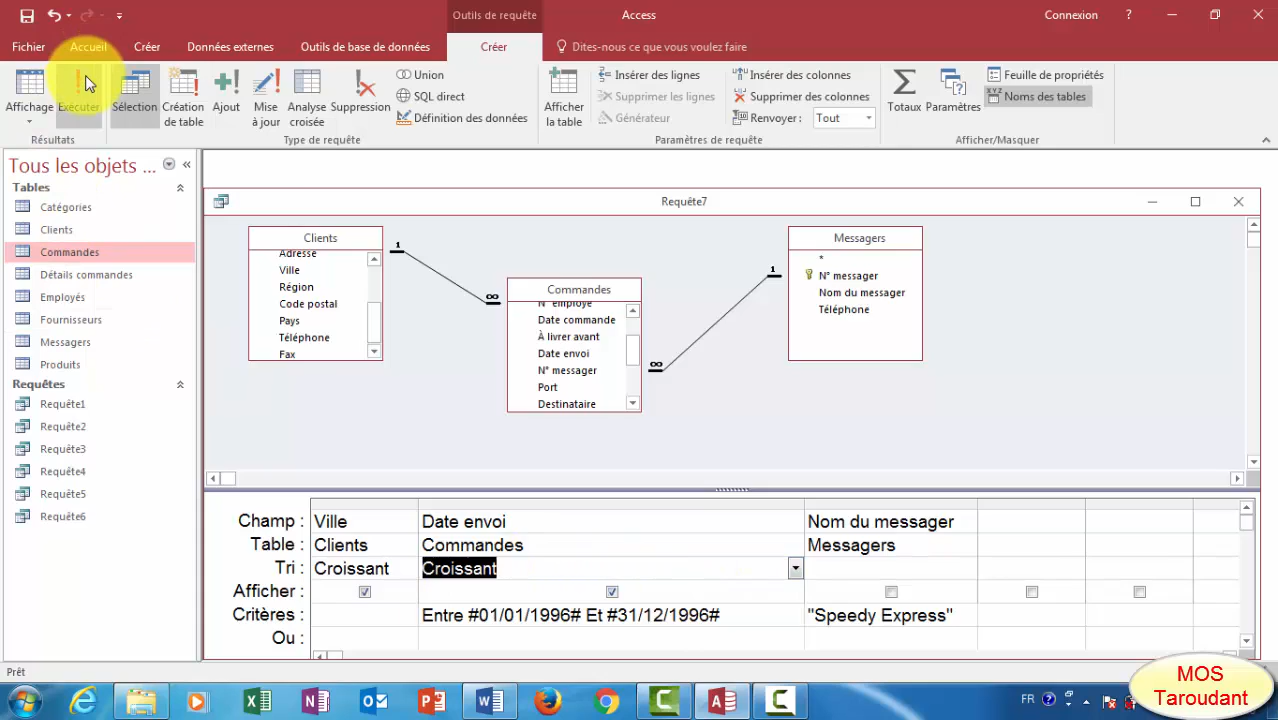 Outils de requête
Access
Connexion
?
Fichier
Accueil
Créer
Données externes
Outils de base de données
Créer
Dites-nous ce que vous voulez faire
Affichage
Exécuter
Sélection
Création de table
Ajout
Mise à jour
Analyse croisée
Suppression
Union
SQL direct
Définition des données
Afficher la table
Insérer des lignes
Supprimer les lignes
Générateur
Insérer des colonnes
Supprimer des colonnes
Renvoyer : Tout
Totaux
Paramètres
Feuille de propriétés
Noms des tables
Résultats
Type de requête
Paramètres de requête
Afficher/Masquer
Tous les objets ...
Tables
Catégories
Clients
Commandes
Détails commandes
Employés
Fournisseurs
Messagers
Produits
Requêtes
Requête1
Requête2
Requête3
Requête4
Requête5
Requête6
Requête7
Clients
Adresse
Ville
Région
Code postal
Pays
Téléphone
Fax
1
∞
Commandes
N° employé
Date commande
À livrer avant
Date envoi
N° messager
Port
Destinataire
1
∞
Messagers
*
N° messager
Nom du messager
Téléphone
Champ : Ville Date envoi Nom du messager
Table : Clients Commandes Messagers
Tri : Croissant Croissant
Afficher :
Critères : Entre #01/01/1996# Et #31/12/1996# "Speedy Express"
Ou :
Prêt
FR
MOS
Taroudant